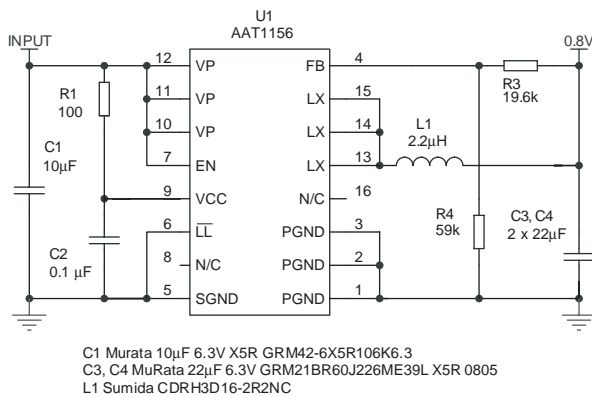 U1
AAT1156
INPUT
0.8V
12 VP
FB 4
R3
19.6k
R1
100
11 VP
LX 15
10 VP
LX 14
L1
2.2µH
C1
10µF
7 EN
LX 13
9 VCC
N/C 16
6 LL
PGND 3
R4
59k
C3, C4
2 x 22µF
C2
0.1 µF
8 N/C
PGND 2
5 SGND
PGND 1
C1 Murata 10µF 6.3V X5R GRM42-6X5R106K6.3
C3, C4 MuRata 22µF 6.3V GRM21BR60J226ME39L X5R 0805
L1 Sumida CDRH3D16-2R2NC